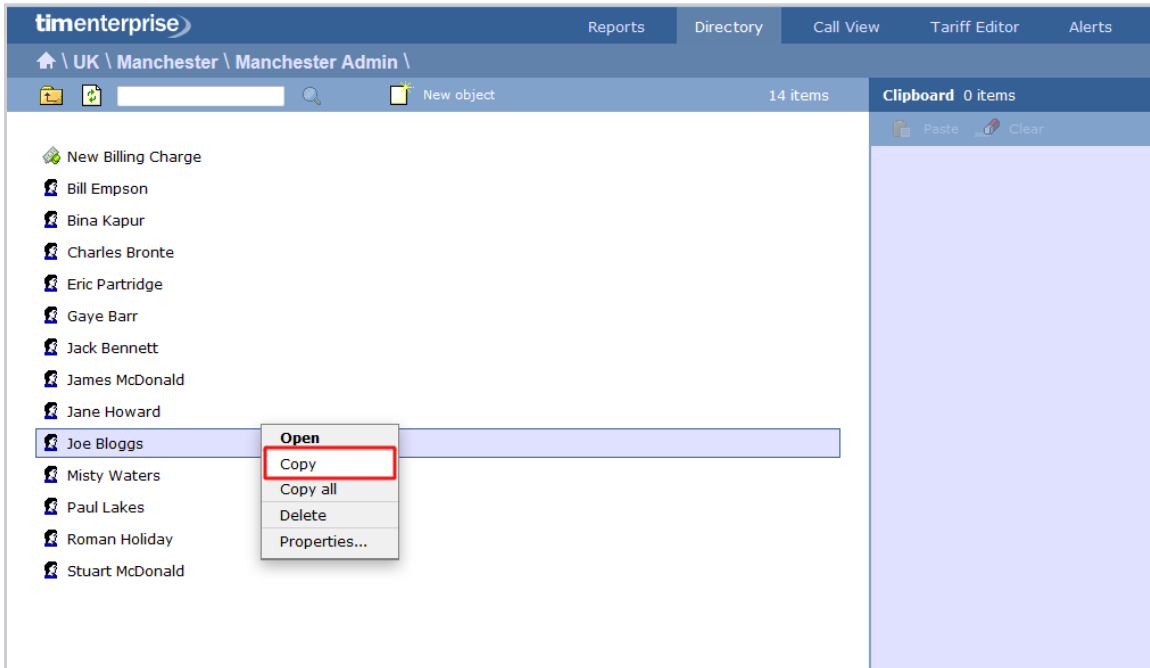 timenterprise Reports Directory Call View Tariff Editor Alerts
\ UK \ Manchester \ Manchester Admin \
New object 14 items Clipboard 0 items
Paste Clear
New Billing Charge
Bill Empson
Bina Kapur
Charles Bronte
Eric Partridge
Gaye Barr
Jack Bennett
James McDonald
Jane Howard
Joe Bloggs
Open
Copy
Copy all
Delete
Properties...
Misty Waters
Paul Lakes
Roman Holiday
Stuart McDonald